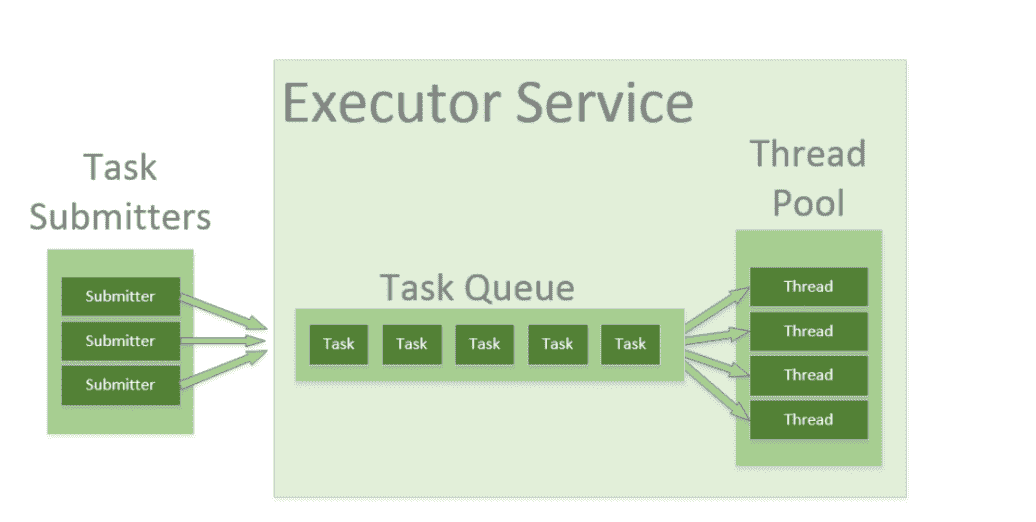 Executor Service
Task
Submitters
Submitter
Submitter
Submitter
Task Queue
Task Task Task Task Task
Thread
Pool
Thread
Thread
Thread
Thread